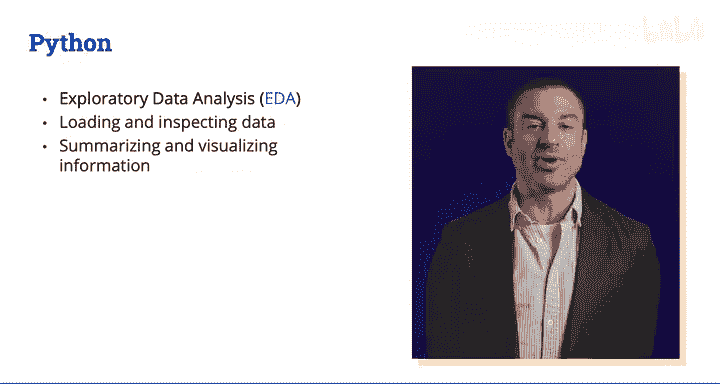 Python
• Exploratory Data Analysis (EDA)
• Loading and inspecting data
• Summarizing and visualizing
information